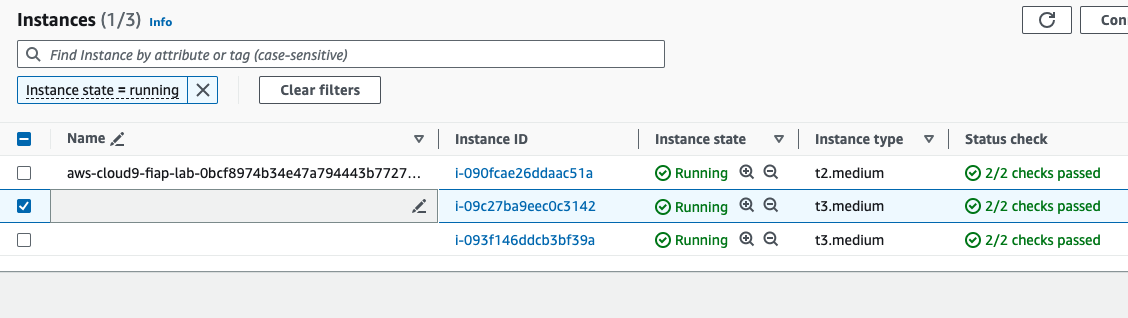 Instances (1/3) Info
Con
Find Instance by attribute or tag (case-sensitive)
Instance state = running
Clear filters
Name Instance ID Instance state Instance type Status check
aws-cloud9-fiap-lab-0bcf8974b34e47a794443b7727... i-090fcae26ddaac51a Running t2.medium 2/2 checks passed
i-09c27ba9eec0c3142 Running t3.medium 2/2 checks passed
i-093f146ddcb3bf39a Running t3.medium 2/2 checks passed